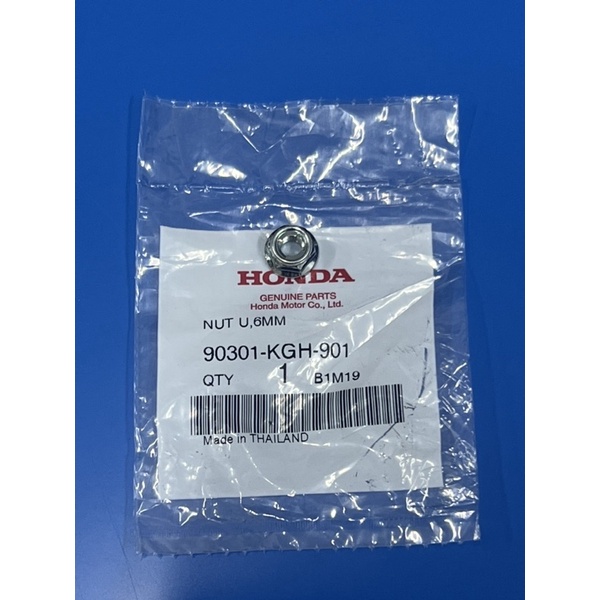 HONDA
GENUINE PARTS
Honda Motor Co., Ltd.
NUT U,6MM
90301-KGH-901
QTY 1 B1M19
Made in THAILAND